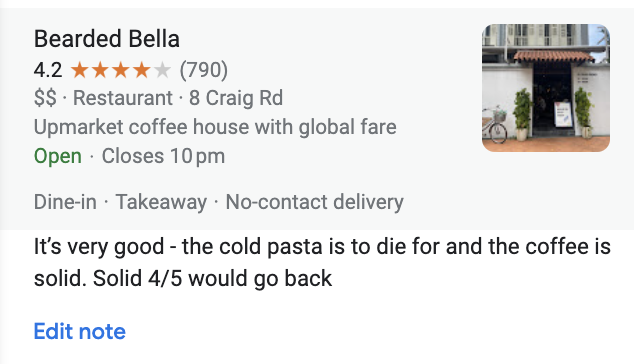 Bearded Bella
4.2 ★★★★★ (790)
$$ · Restaurant · 8 Craig Rd
Upmarket coffee house with global fare
Open · Closes 10 pm
Dine-in · Takeaway · No-contact delivery
It's very good - the cold pasta is to die for and the coffee is
solid. Solid 4/5 would go back
Edit note